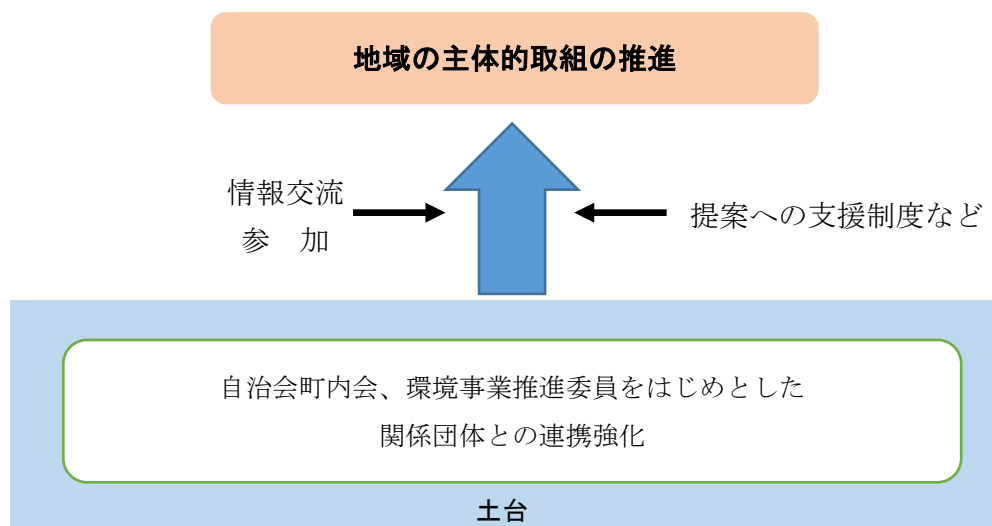 地域の主体的取組の推進
情報交流
参　加
提案への支援制度など
自治会町内会、環境事業推進委員をはじめとした
関係団体との連携強化
土台